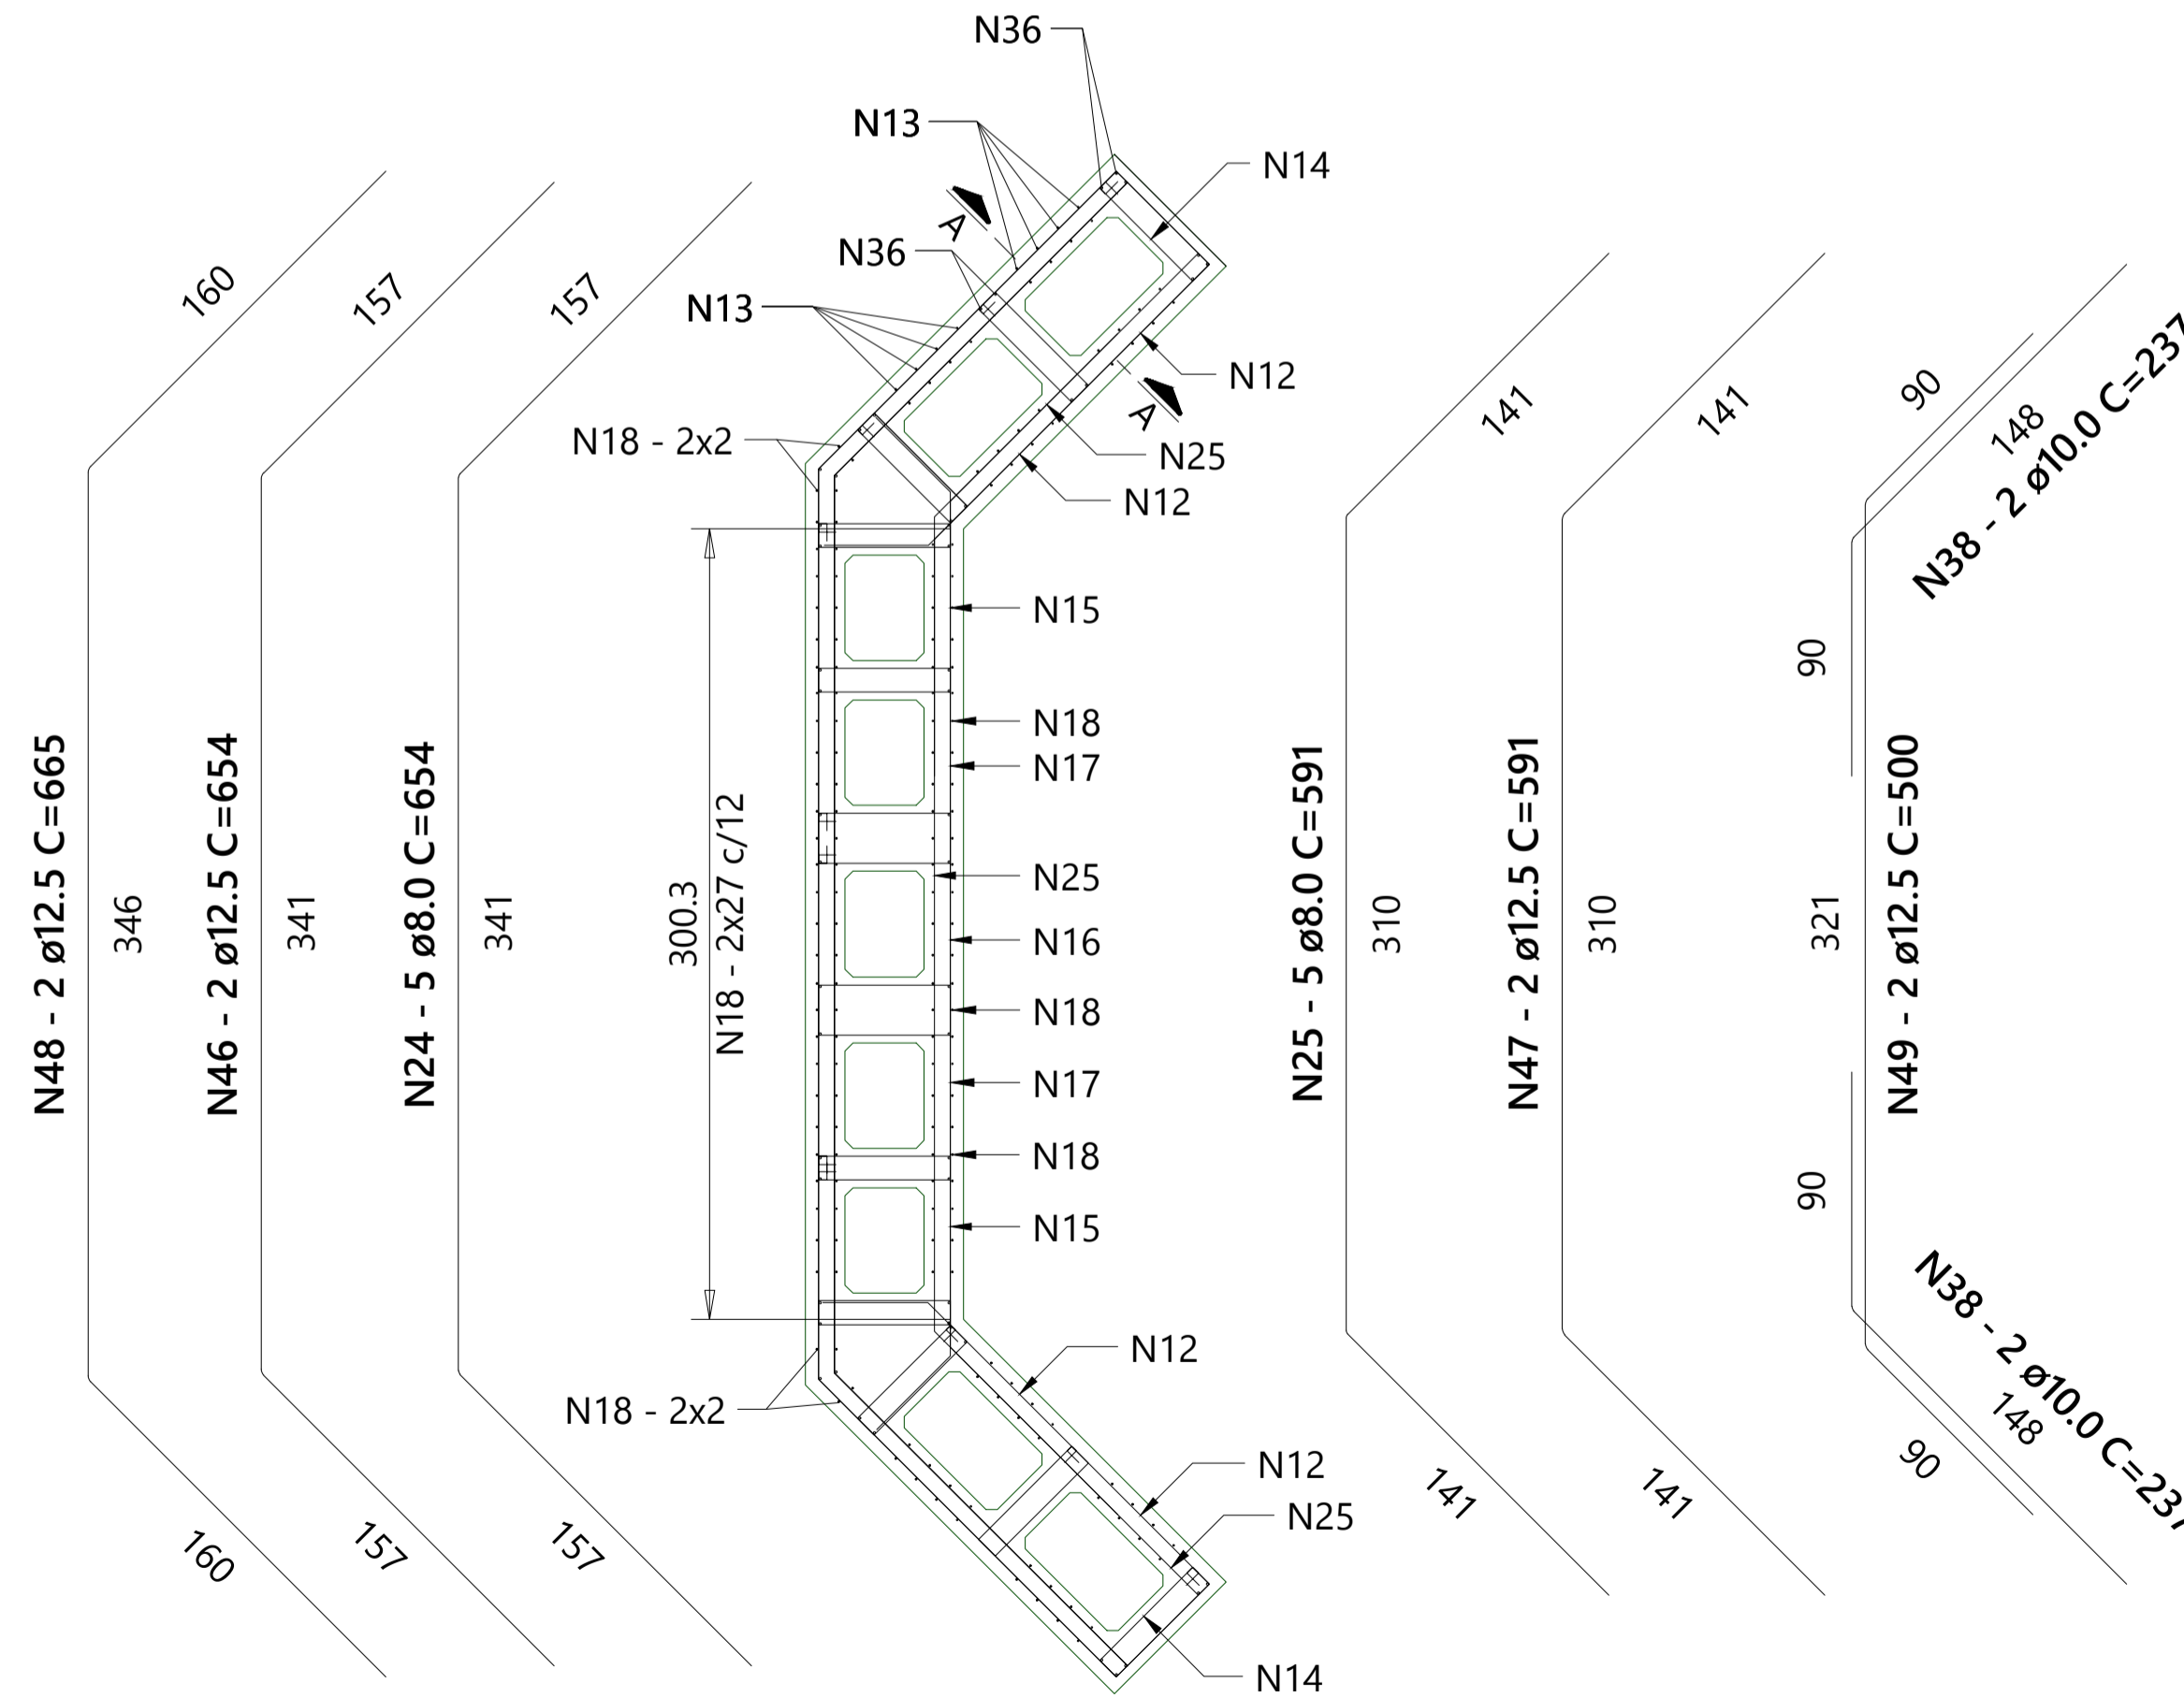 N36
N13
N14
A
N36
N13
N12
A
N18 - 2x2
N25
N12
300.3
N18 - 2x27 c/12
N15
N18
N17
N25
N16
N18
N17
N18
N15
N12
N18 - 2x2
N12
N25
N14
160
N48 - 2 ø12.5 C=665
346
160
157
N46 - 2 ø12.5 C=654
341
157
157
N24 - 5 ø8.0 C=654
341
157
141
N25 - 5 ø8.0 C=591
310
141
141
N47 - 2 ø12.5 C=591
310
141
90
148
N38 - 2 ø10.0 C=237
90
321
N49 - 2 ø12.5 C=500
90
N38 - 2 ø10.0 C=237
148
90